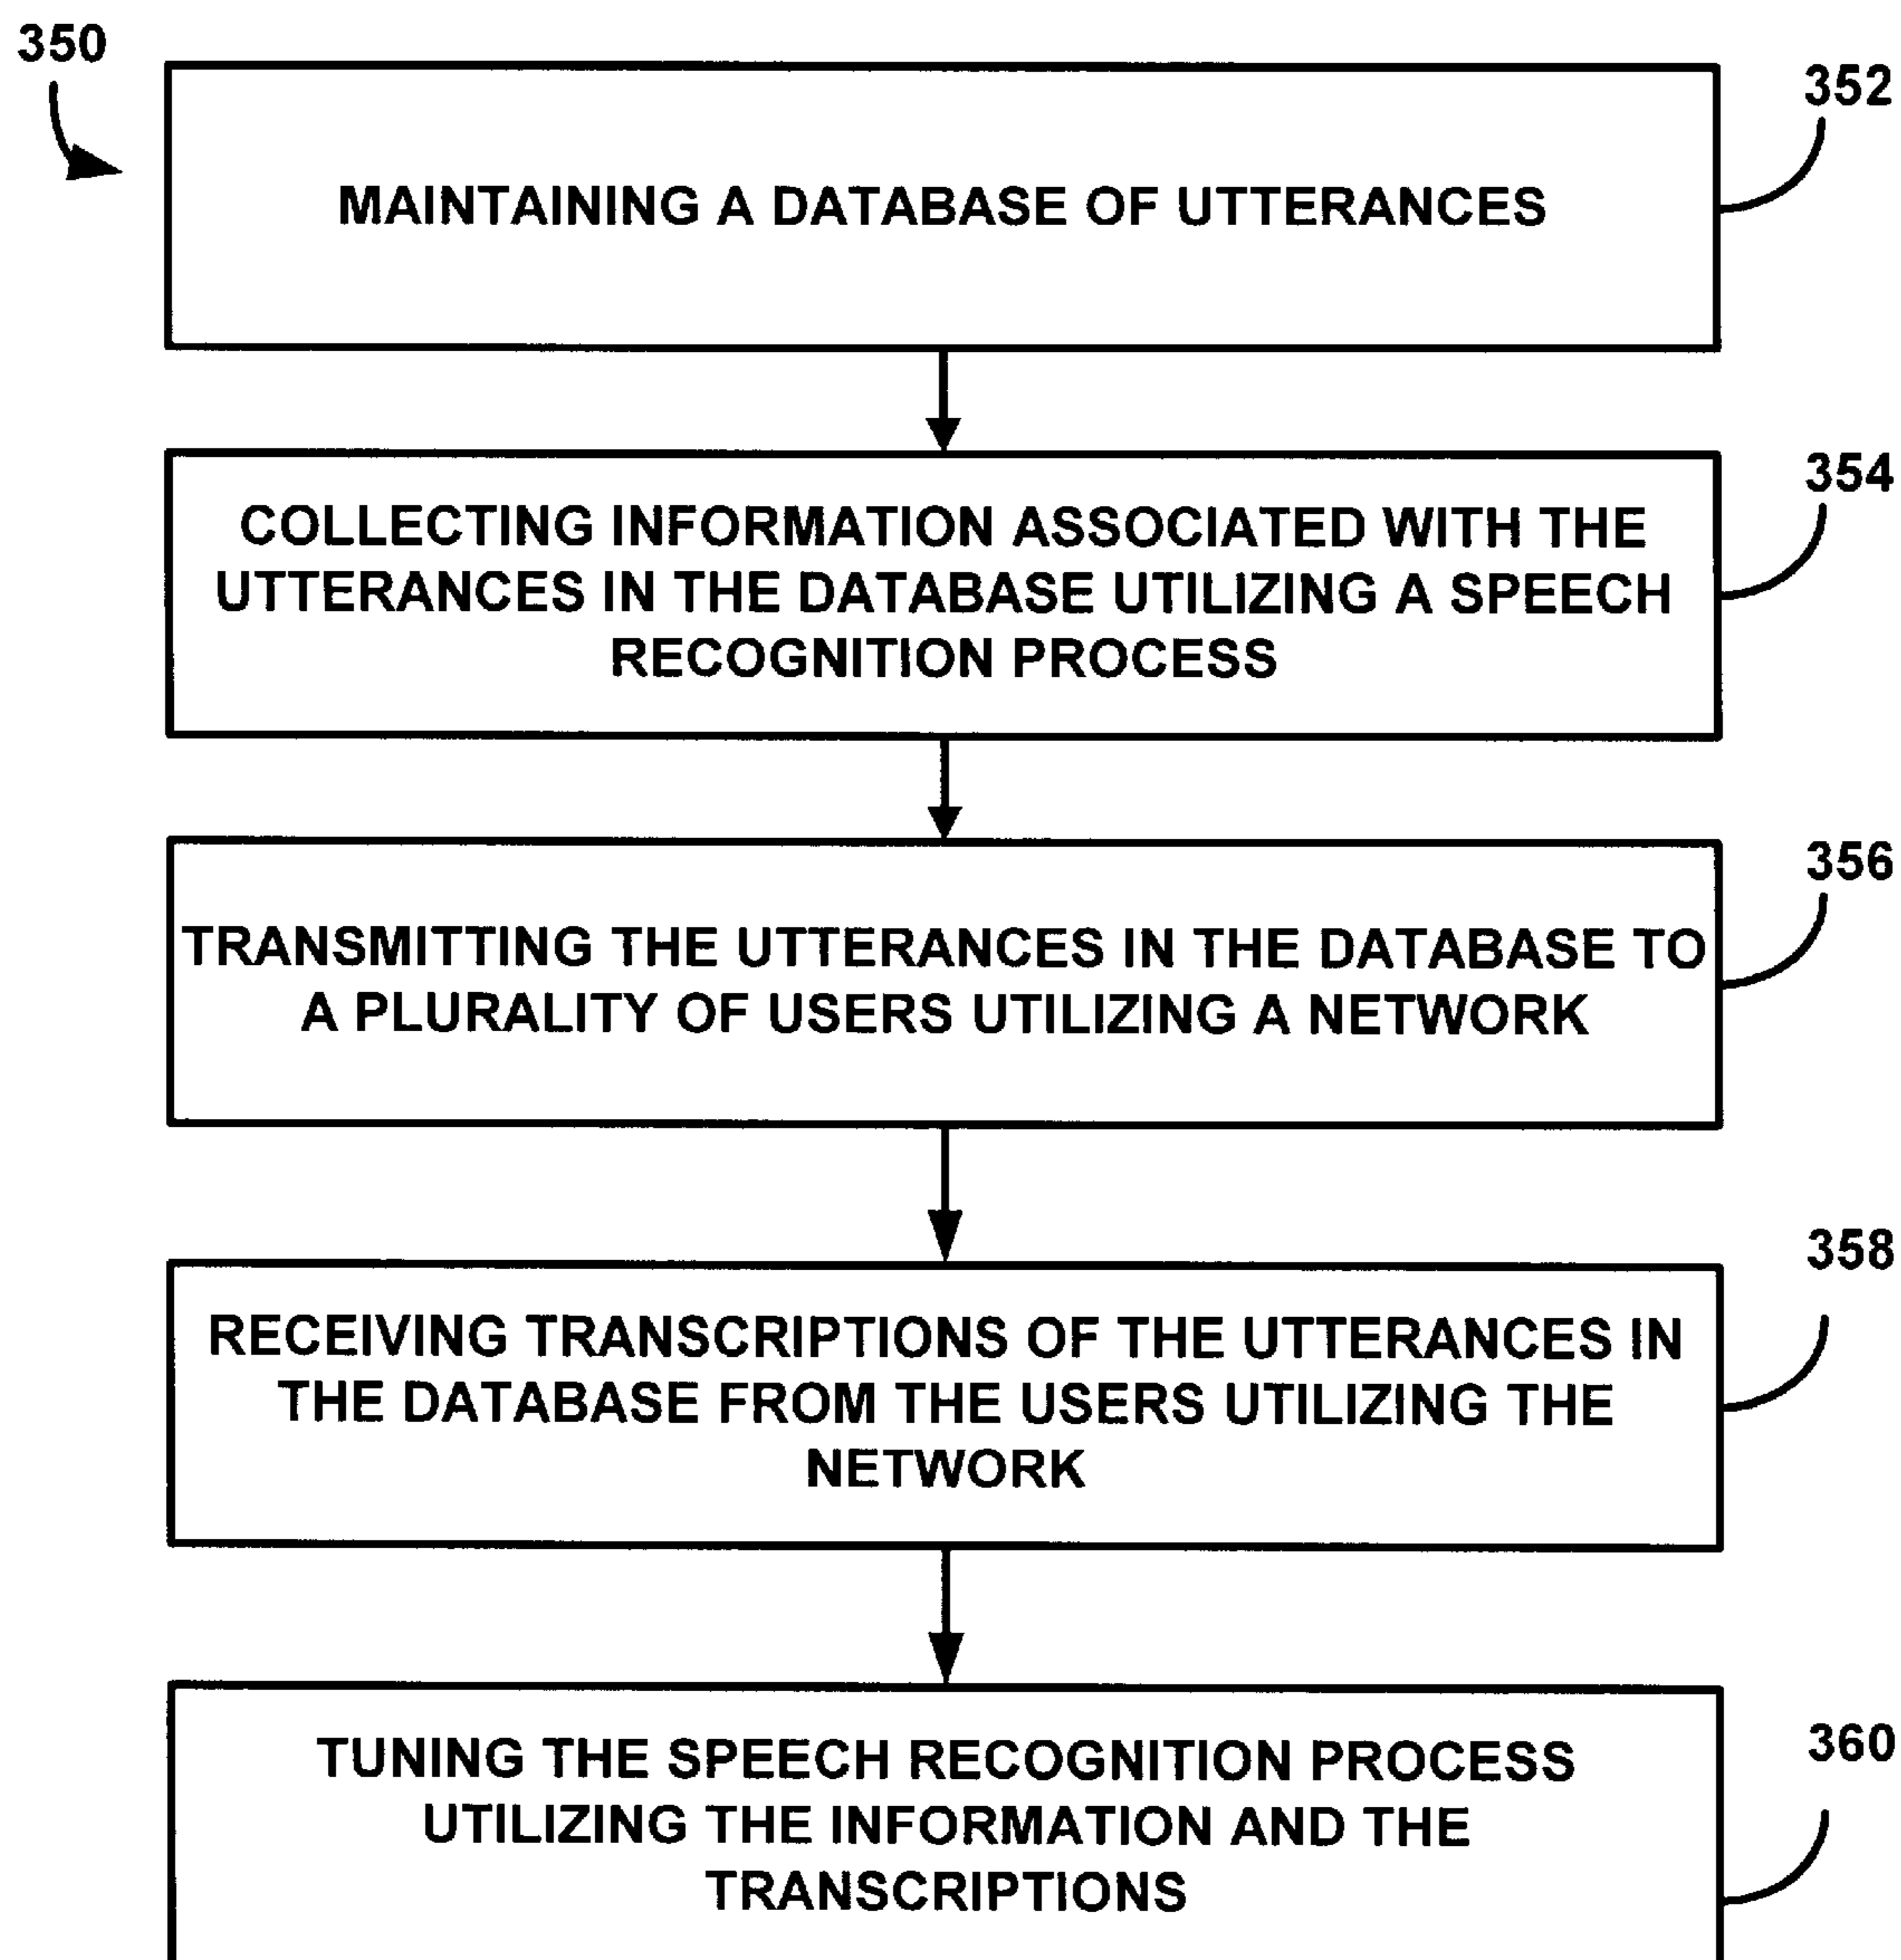 350
352
MAINTAINING A DATABASE OF UTTERANCES
354
COLLECTING INFORMATION ASSOCIATED WITH THE
UTTERANCES IN THE DATABASE UTILIZING A SPEECH
RECOGNITION PROCESS
356
TRANSMITTING THE UTTERANCES IN THE DATABASE TO
A PLURALITY OF USERS UTILIZING A NETWORK
358
RECEIVING TRANSCRIPTIONS OF THE UTTERANCES IN
THE DATABASE FROM THE USERS UTILIZING THE
NETWORK
360
TUNING THE SPEECH RECOGNITION PROCESS
UTILIZING THE INFORMATION AND THE
TRANSCRIPTIONS